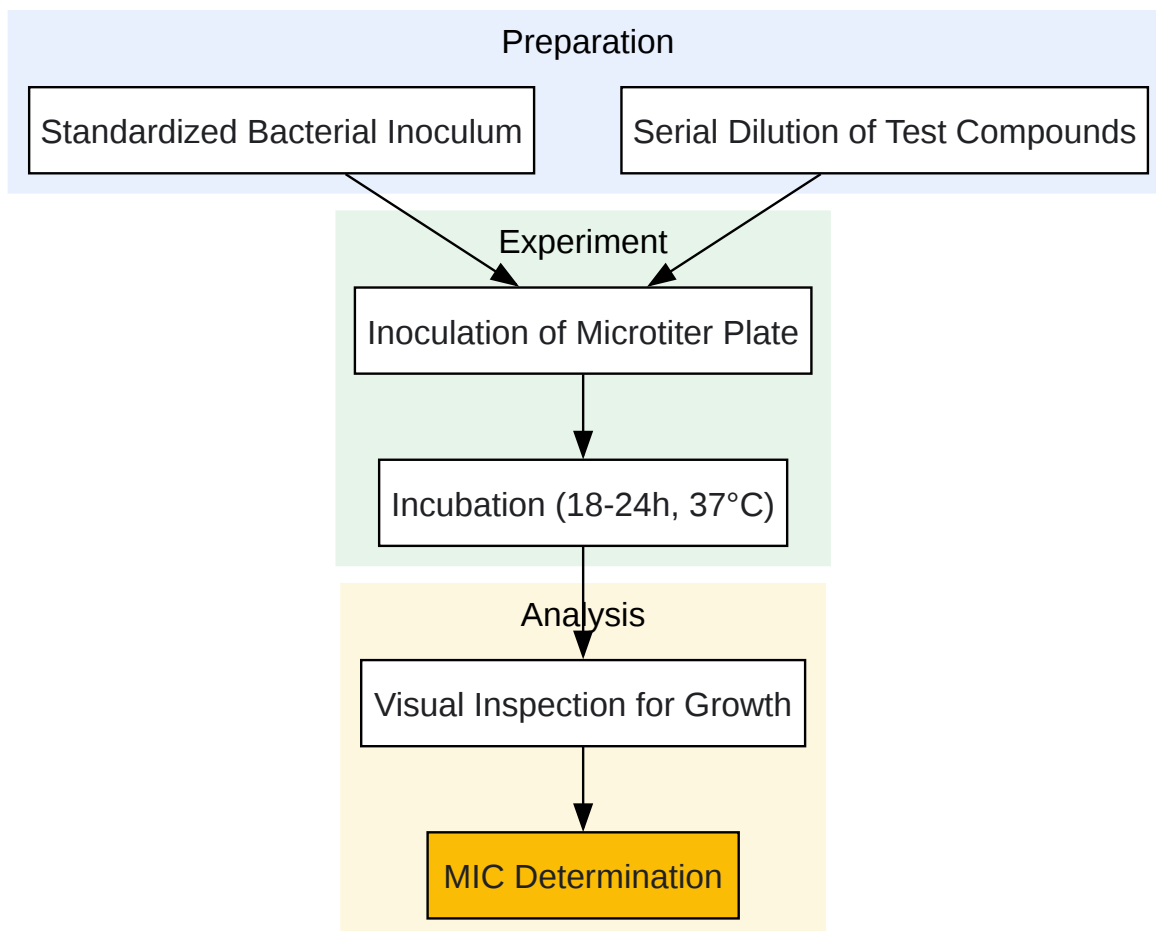 Preparation
Standardized Bacterial Inoculum
Serial Dilution of Test Compounds
Experiment
Inoculation of Microtiter Plate
Incubation (18-24h, 37°C)
Analysis
Visual Inspection for Growth
MIC Determination